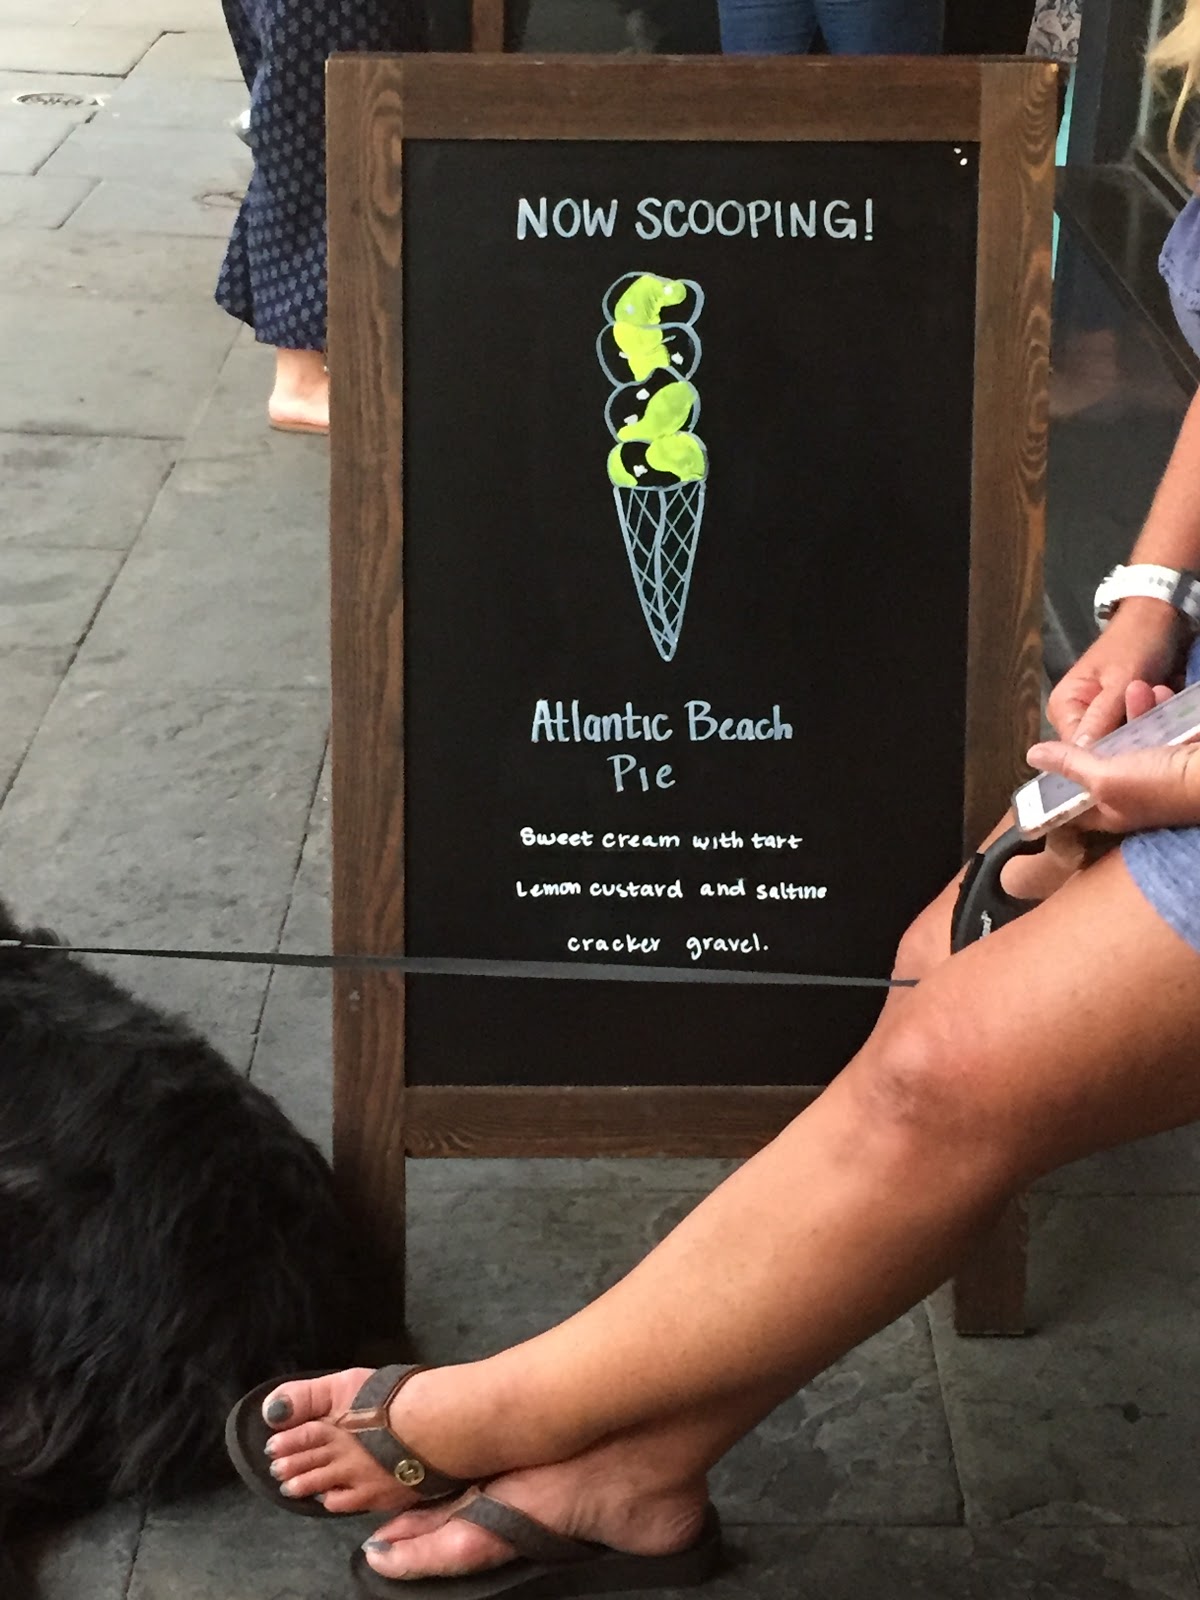 NOW SCOOPING!
Atlantic Beach
Pie
Sweet cream with tart
Lemon custard and saltine
cracker gravel.